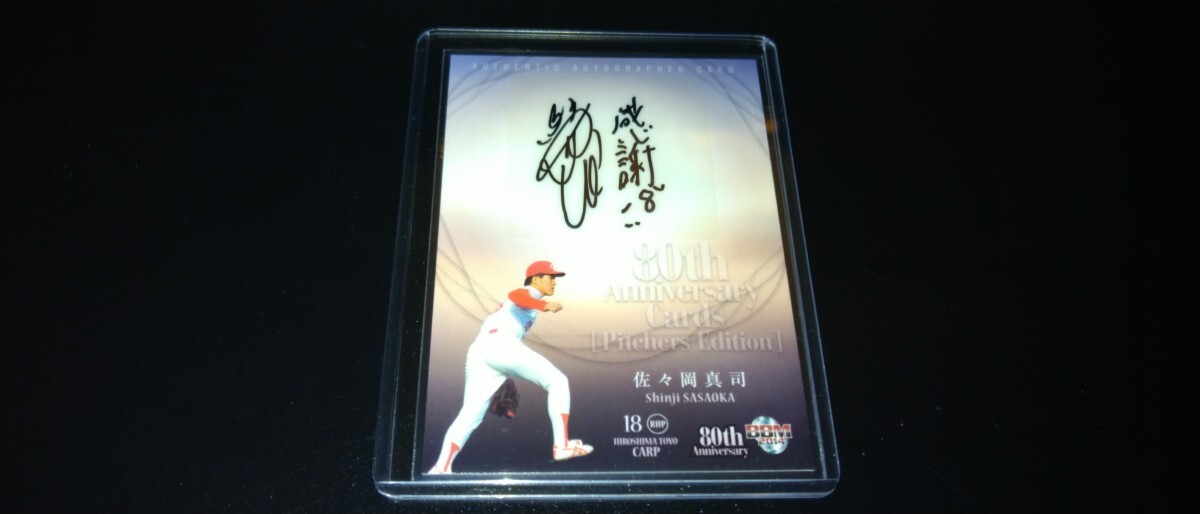 AUTHENTIC AUTOGRAPHED CARD
感謝
80th
Anniversary
Cards
[Pitchers Edition]
佐々岡真司
Shinji SASAOKA
18 RHP
HIROSHIMA TOYO
CARP
80th
Anniversary
BBM
2014